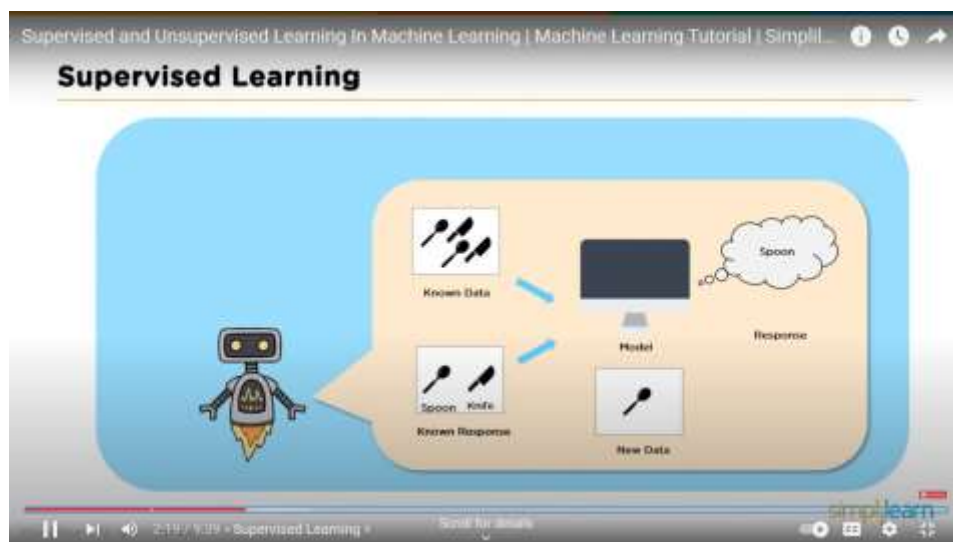 Supervised and Unsupervised Learning In Machine Learning | Machine Learning Tutorial | Simplil...
Supervised Learning
Spoon
Known Data
Response
Model
Spoon Knife
Known Response
New Data
simplilearn
2:19 / 9:39 • Supervised Learning
Scroll for details